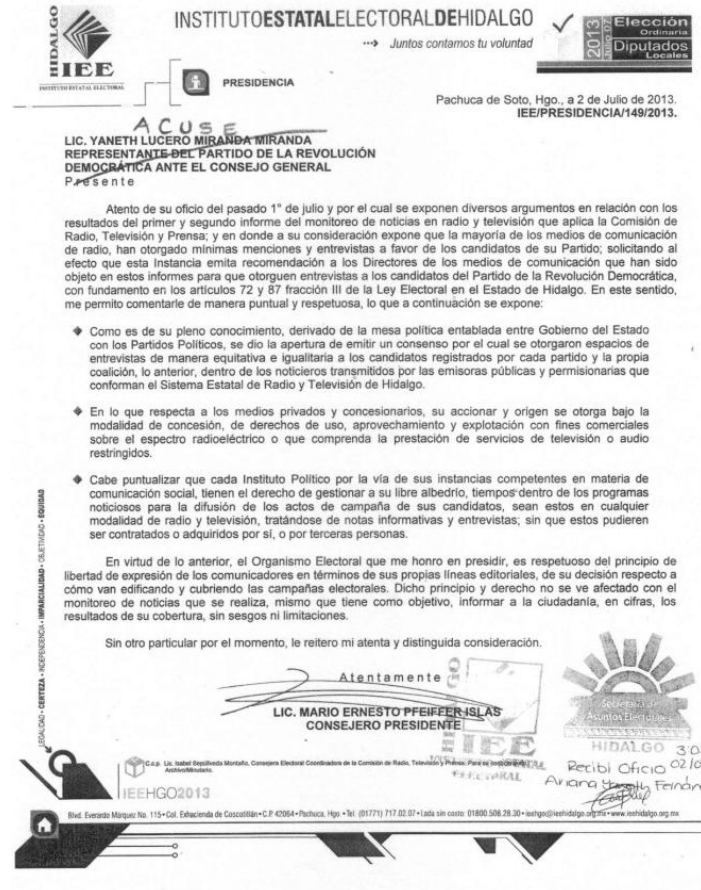 INSTITUTOESTATALELECTORALDEHIDALGO
Juntos contamos tu voluntad
HIDALGO
IEE
INSTITUTO ESTATAL ELECTORAL
2013
Julio 07
Elección
Ordinaria
Diputados
Locales
PRESIDENCIA
Pachuca de Soto, Hgo., a 2 de Julio de 2013.
IEE/PRESIDENCIA/149/2013.
ACUSE
LIC. YANETH LUCERO MIRANDA MIRANDA
REPRESENTANTE DEL PARTIDO DE LA REVOLUCIÓN
DEMOCRÁTICA ANTE EL CONSEJO GENERAL
Presente
Atento de su oficio del pasado 1° de julio y por el cual se exponen diversos argumentos en relación con los
resultados del primer y segundo informe del monitoreo de noticias en radio y televisión que aplica la Comisión de
Radio, Televisión y Prensa; y en donde a su consideración expone que la mayoría de los medios de comunicación
de radio, han otorgado mínimas menciones y entrevistas a favor de los candidatos de su Partido; solicitando al
efecto que esta Instancia emita recomendación a los Directores de los medios de comunicación que han sido
objeto en estos informes para que otorguen entrevistas a los candidatos del Partido de la Revolución Democrática,
con fundamento en los artículos 72 y 87 fracción III de la Ley Electoral en el Estado de Hidalgo. En este sentido,
me permito comentarle de manera puntual y respetuosa, lo que a continuación se expone:
Como es de su pleno conocimiento, derivado de la mesa política entablada entre Gobierno del Estado
con los Partidos Políticos, se dio la apertura de emitir un consenso por el cual se otorgaron espacios de
entrevistas de manera equitativa e igualitaria a los candidatos registrados por cada partido y la propia
coalición, lo anterior, dentro de los noticieros transmitidos por las emisoras públicas y permisionarias que
conforman el Sistema Estatal de Radio y Televisión de Hidalgo.
En lo que respecta a los medios privados y concesionarios, su accionar y origen se otorga bajo la
modalidad de concesión, de derechos de uso, aprovechamiento y explotación con fines comerciales
sobre el espectro radioeléctrico o que comprenda la prestación de servicios de televisión o audio
restringidos.
Cabe puntualizar que cada Instituto Político por la vía de sus instancias competentes en materia de
comunicación social, tienen el derecho de gestionar a su libre albedrío, tiempos dentro de los programas
noticiosos para la difusión de los actos de campaña de sus candidatos, sean estos en cualquier
modalidad de radio y televisión, tratándose de notas informativas y entrevistas; sin que estos pudieren
ser contratados o adquiridos por sí, o por terceras personas.
En virtud de lo anterior, el Organismo Electoral que me honro en presidir, es respetuoso del principio de
libertad de expresión de los comunicadores en términos de sus propias líneas editoriales, de su decisión respecto a
cómo van edificando y cubriendo las campañas electorales. Dicho principio y derecho no se ve afectado con el
monitoreo de noticias que se realiza, mismo que tiene como objetivo, informar a la ciudadanía, en cifras, los
resultados de su cobertura, sin sesgos ni limitaciones.
Sin otro particular por el momento, le reitero mi atenta y distinguida consideración.
LEGALIDAD • CERTEZA • INDEPENDENCIA • IMPARCIALIDAD • OBJETIVIDAD • EQUIDAD
Atentamente
LIC. MARIO ERNESTO PFEIFFER ISLAS
CONSEJERO PRESIDENTE
IEE
Secretaría de
Asuntos Electorales
HIDALGO
3:0
Recibi Oficio 02/0
Ariana Fernán
C.c.p. Lic. Isabel Sepúlveda Montaño, Consejera Electoral Coordinadora de la Comisión de Radio, Televisión y Prensa. Para su
Archivo/Minutario.
IEEHGO2013
Blvd. Everardo Márquez No. 115 • Col. Exhacienda de Coscotitlán • C.P. 42064 • Pachuca, Hgo • Tel. (01771) 717.02.07 • Lada sin costo: 01800.508.28.30 • ieehgo@ieehidalgo.org.mx • www.ieehidalgo.org.mx